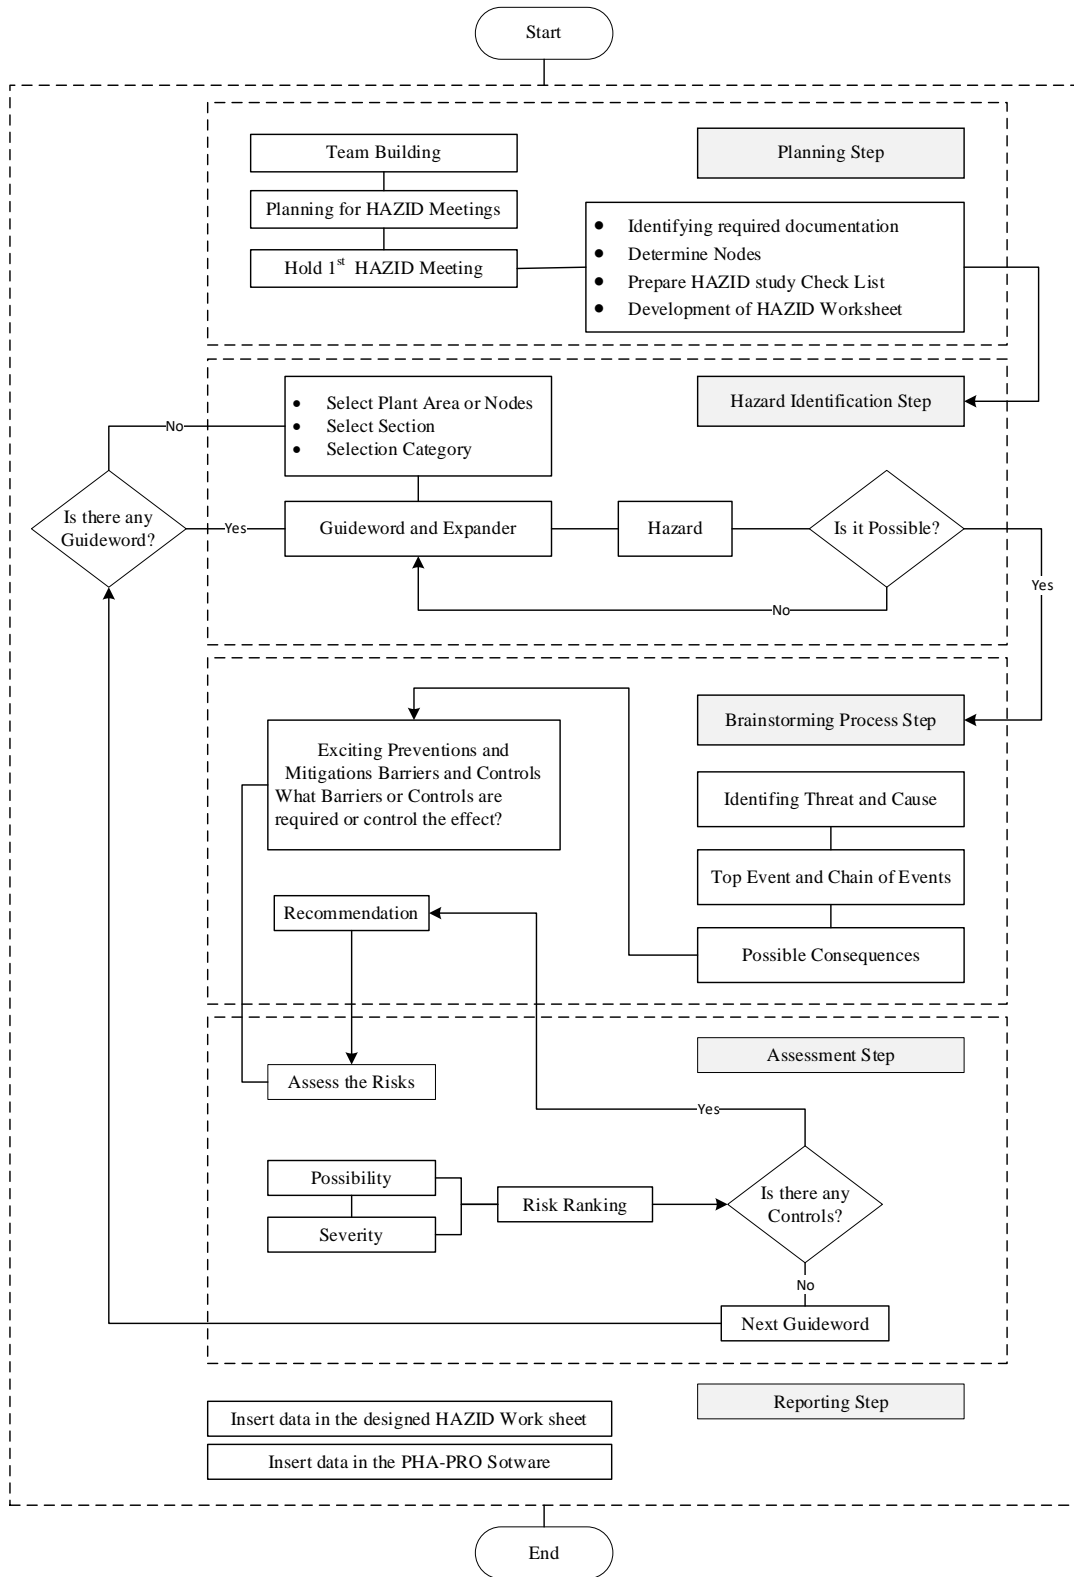 Start
Team Building
Planning Step
Planning for HAZID Meetings
Hold 1st HAZID Meeting
• Identifying required documentation
• Determine Nodes
• Prepare HAZID study Check List
• Development of HAZID Worksheet
Hazard Identification Step
• Select Plant Area or Nodes
• Select Section
• Selection Category
No
Is there any
Guideword?
Yes
Guideword and Expander
Hazard
Is it Possible?
Yes
No
Brainstorming Process Step
Exciting Preventions and
Mitigations Barriers and Controls
What Barriers or Controls are
required or control the effect?
Identifing Threat and Cause
Top Event and Chain of Events
Possible Consequences
Recommendation
Assessment Step
Assess the Risks
Yes
Possibility
Severity
Risk Ranking
Is there any
Controls?
No
Next Guideword
Reporting Step
Insert data in the designed HAZID Work sheet
Insert data in the PHA-PRO Sotware
End